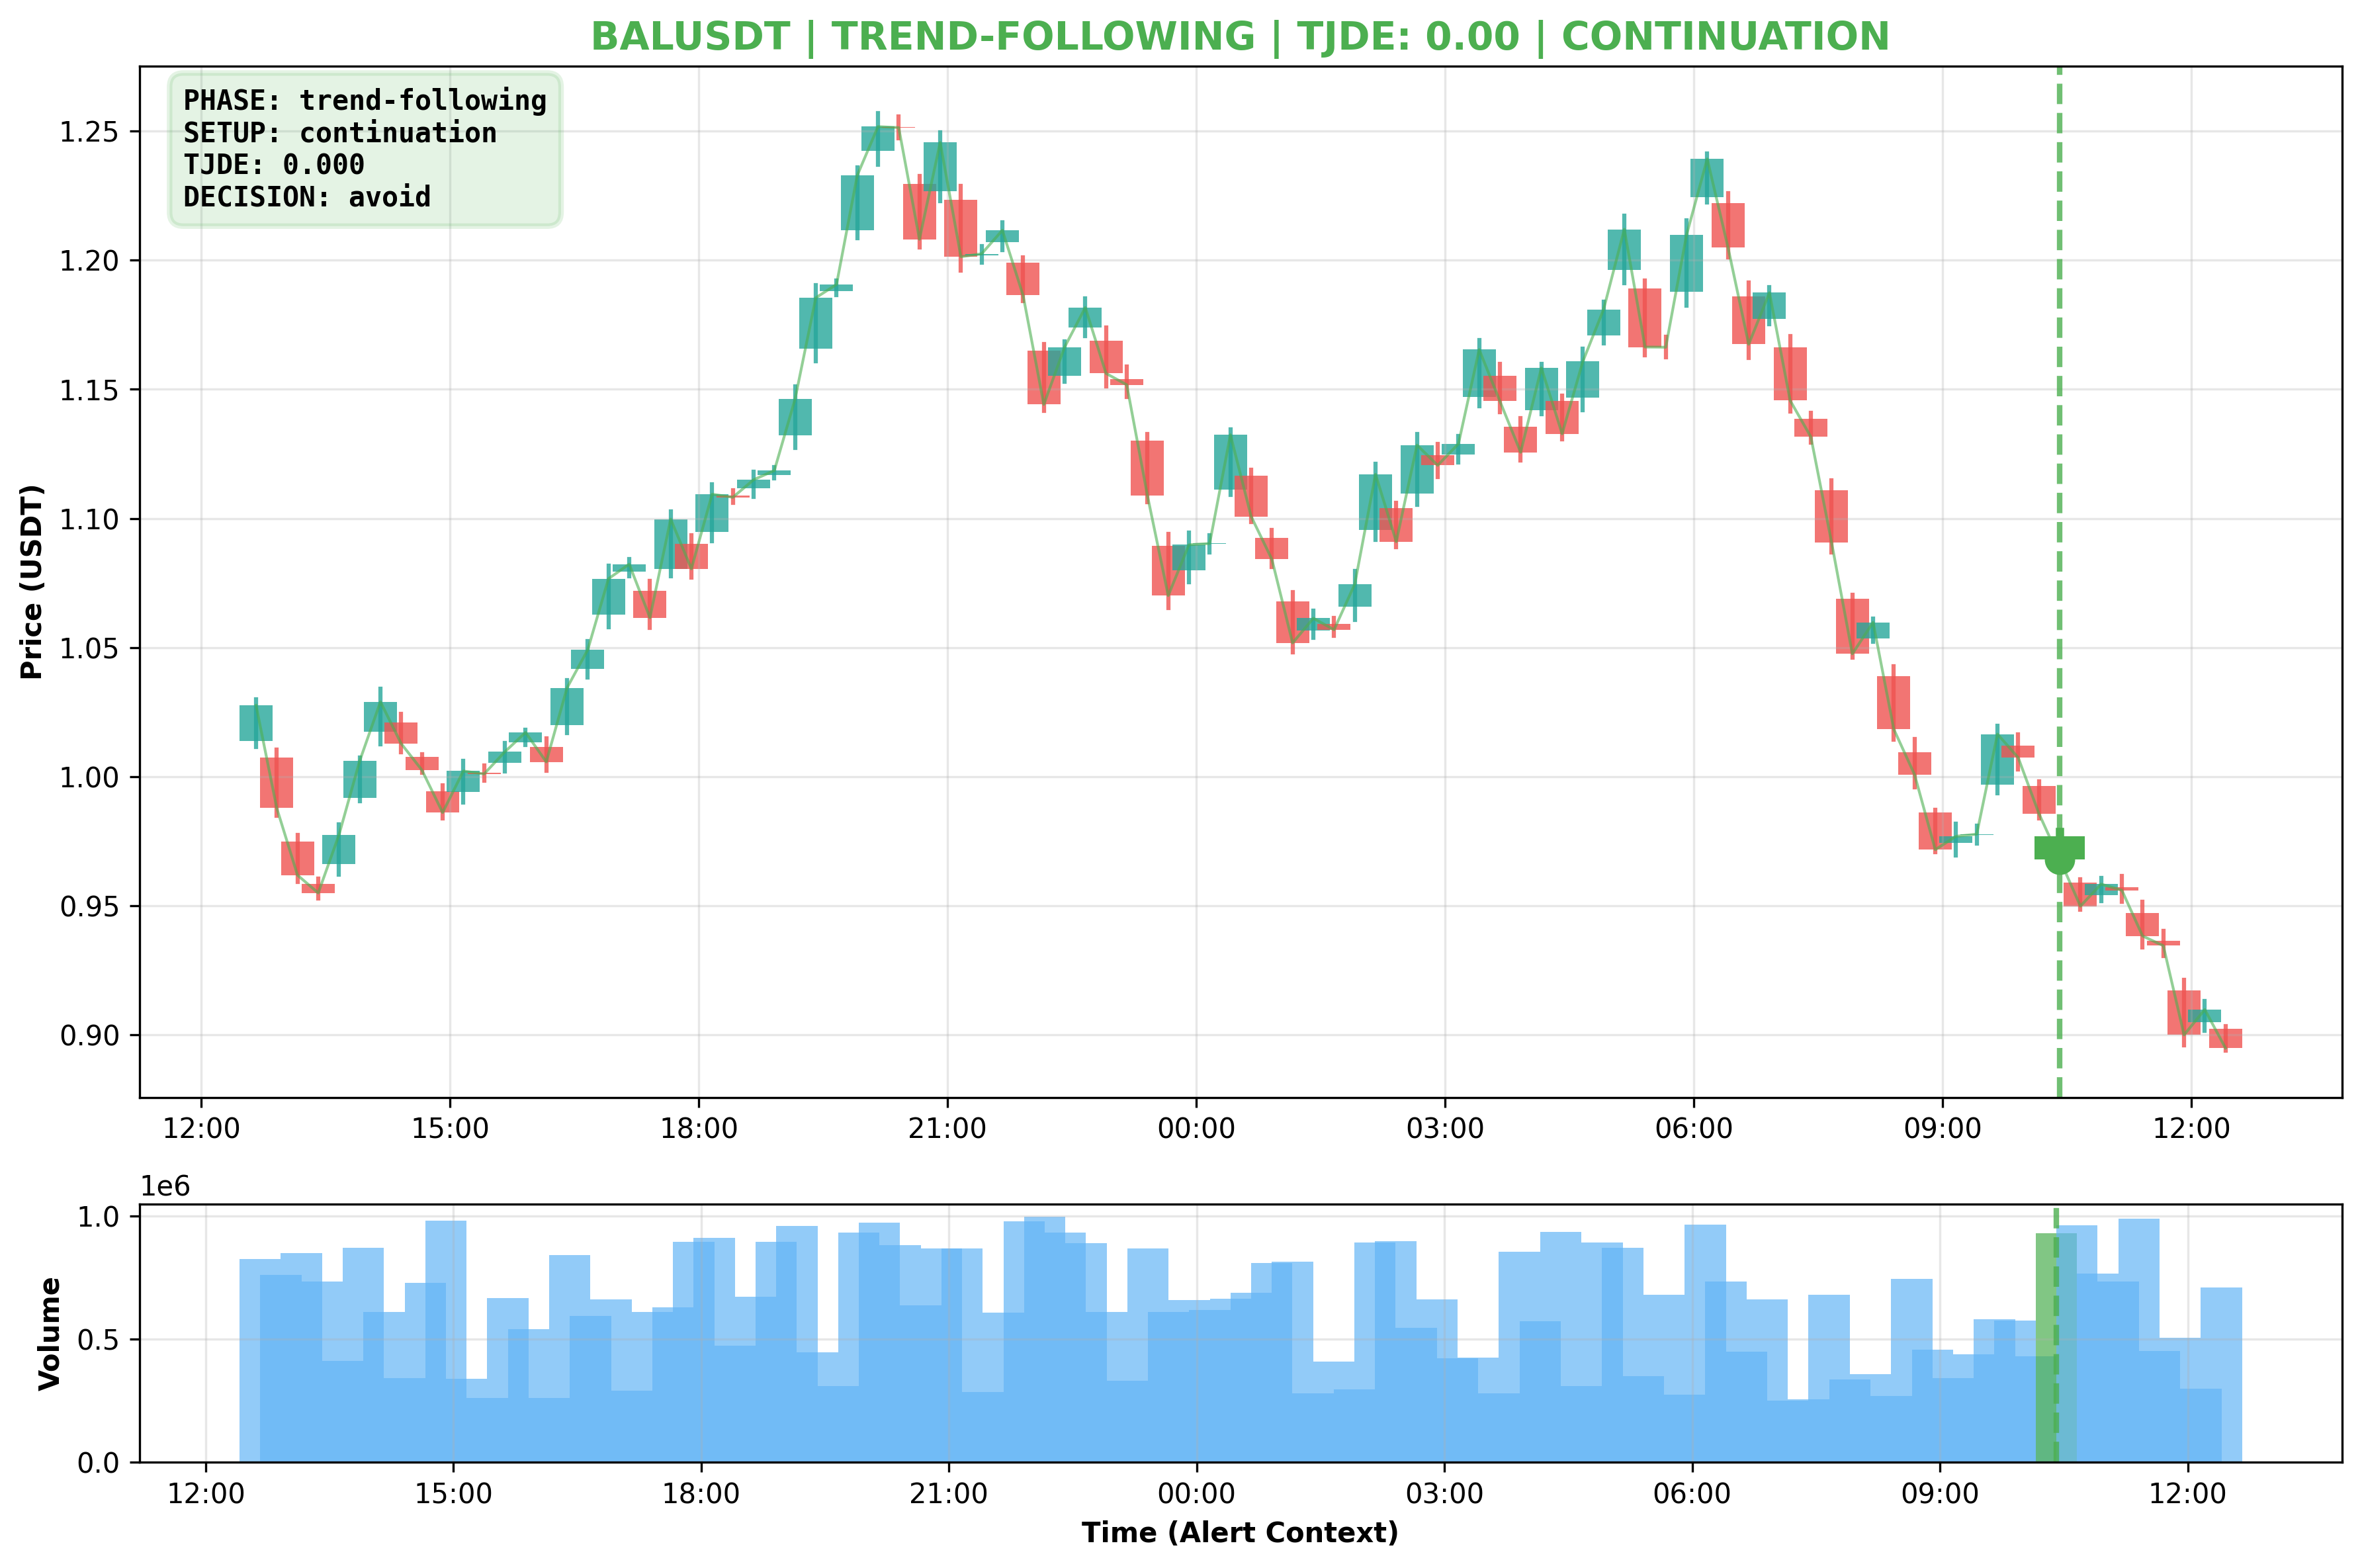 BALUSDT | TREND-FOLLOWING | TJDE: 0.00 | CONTINUATION
PHASE: trend-following
SETUP: continuation
TJDE: 0.000
DECISION: avoid
Price (USDT)
1.25
1.20
1.15
1.10
1.05
1.00
0.95
0.90
12:00 15:00 18:00 21:00 00:00 03:00 06:00 09:00 12:00
1e6
Volume
1.0
0.5
0.0
12:00 15:00 18:00 21:00 00:00 03:00 06:00 09:00 12:00
Time (Alert Context)